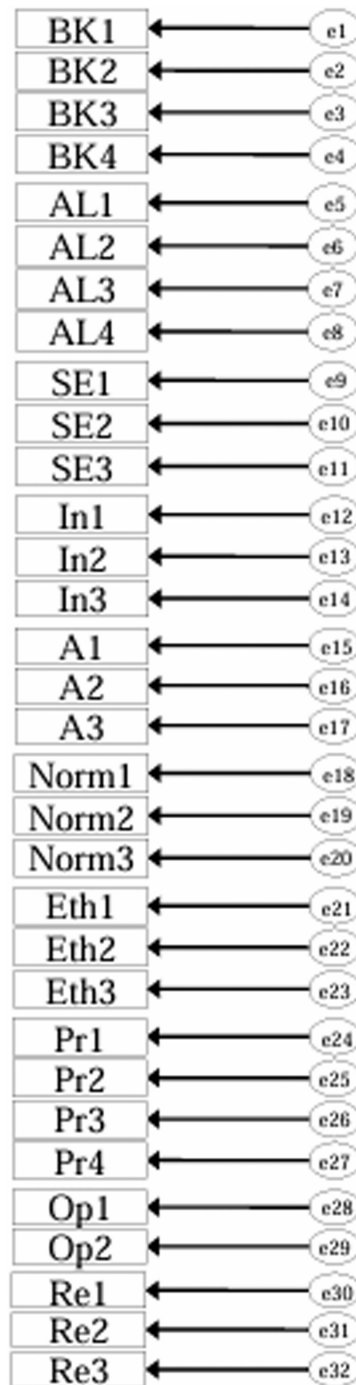 BK1 e1
BK2 e2
BK3 e3
BK4 e4
AL1 e5
AL2 e6
AL3 e7
AL4 e8
SE1 e9
SE2 e10
SE3 e11
In1 e12
In2 e13
In3 e14
A1 e15
A2 e16
A3 e17
Norm1 e18
Norm2 e19
Norm3 e20
Eth1 e21
Eth2 e22
Eth3 e23
Pr1 e24
Pr2 e25
Pr3 e26
Pr4 e27
Op1 e28
Op2 e29
Re1 e30
Re2 e31
Re3 e32